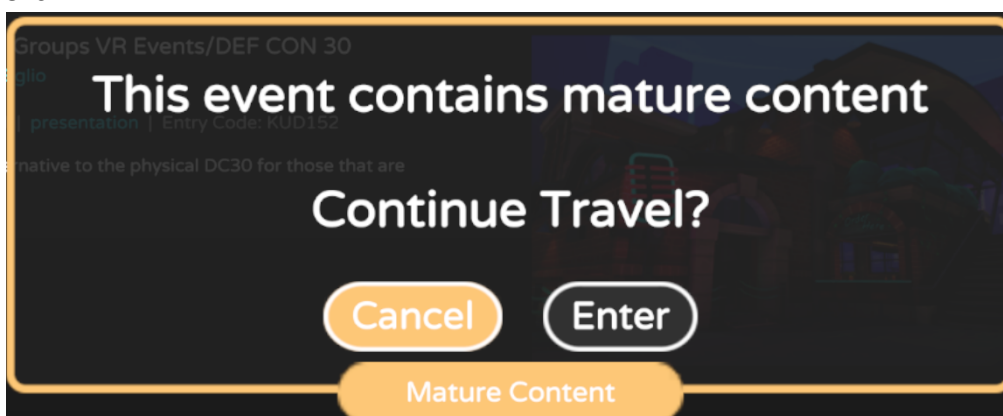 Groups VR Events/DEF CON 30
glio
This event contains mature content
| presentation | Entry Code: KUD152
rnative to the physical DC30 for those that are
Continue Travel?
Cancel
Enter
Mature Content